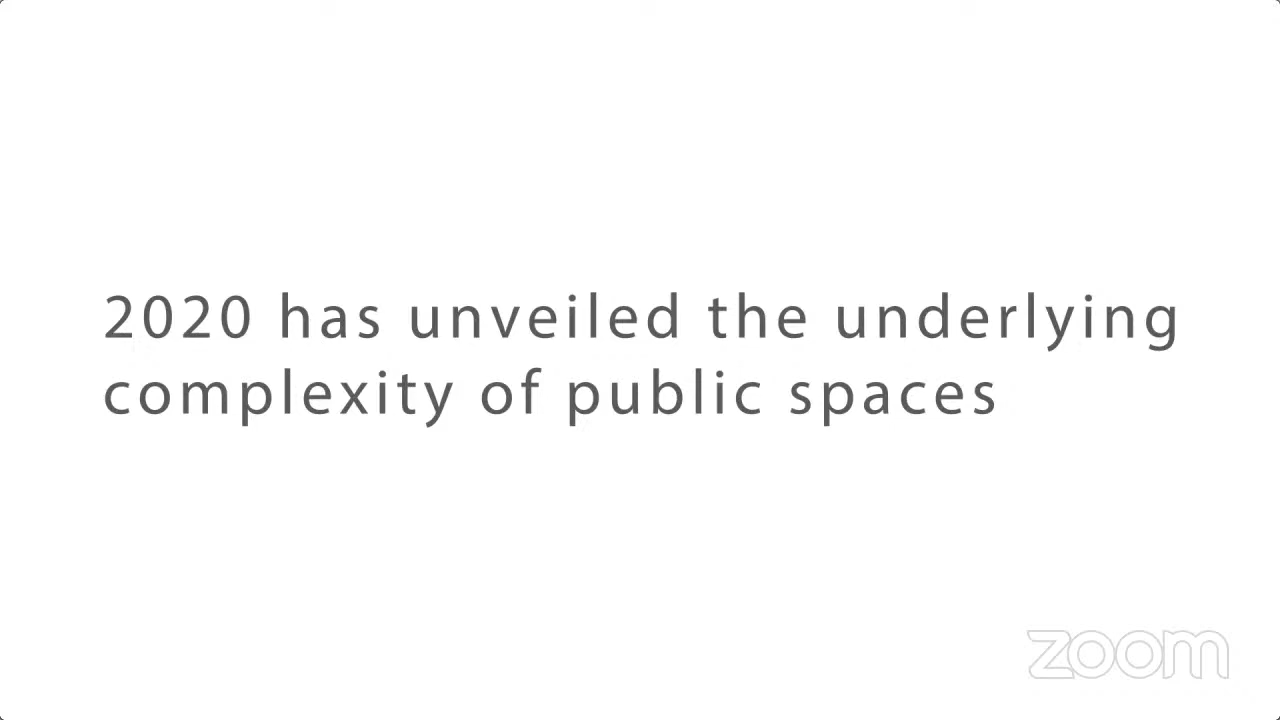 2020 has unveiled the underlying
complexity of public spaces
zoom